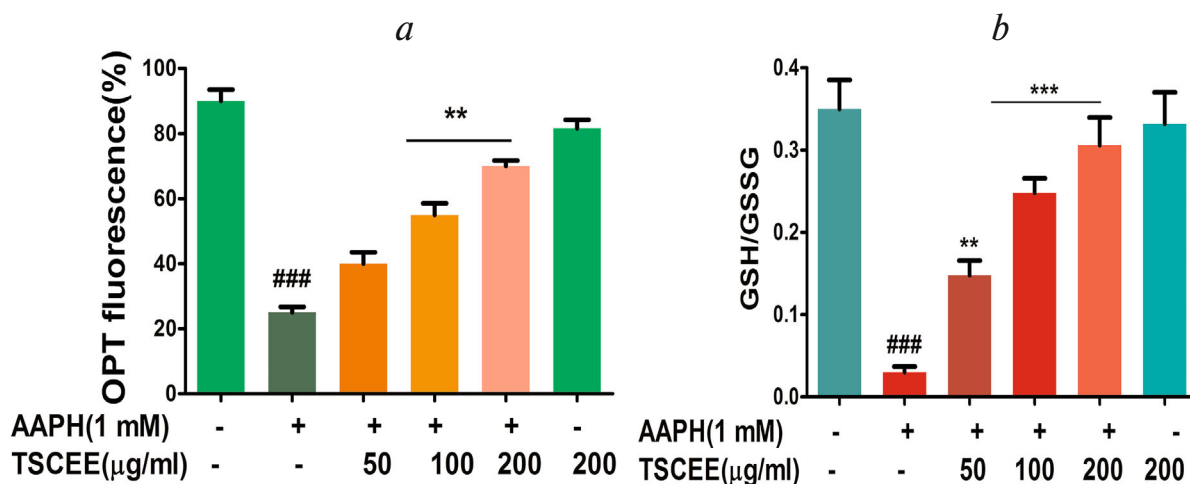 a
OPT fluorescence(%)
100
80
60
40
20
0
###
**
AAPH(1 mM) - + + + + -
TSCEE(μg/ml) - - 50 100 200 200
b
GSH/GSSG
0.4
0.3
0.2
0.1
0.0
###
**
***
AAPH(1 mM) - + + + + -
TSCEE(μg/ml) - - 50 100 200 200